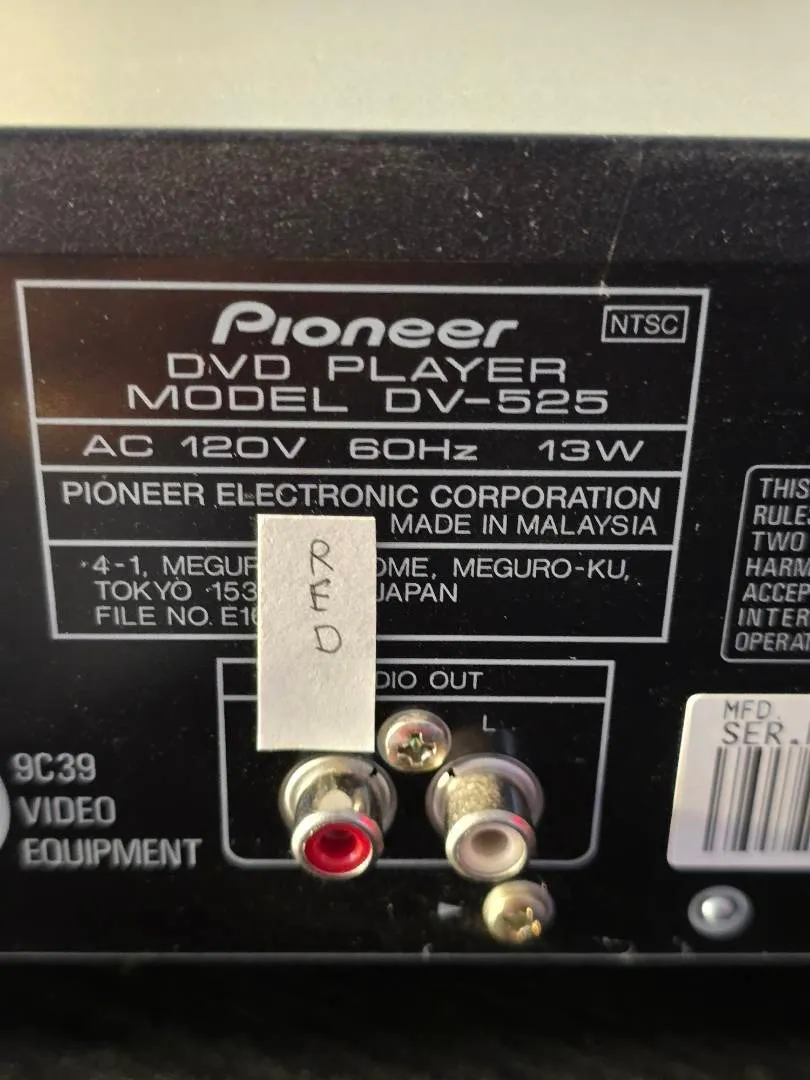 Pioneer
NTSC
DVD PLAYER
MODEL DV-525
AC 120V 60Hz 13W
PIONEER ELECTRONIC CORPORATION
MADE IN MALAYSIA
4-1, MEGUR OME, MEGURO-KU,
TOKYO 153 JAPAN
FILE NO. E1
RED
DIO OUT
L
9C39
VIDEO
EQUIPMENT
THIS
RULE
TWO
HARM
ACCEP
INTER
OPERAT
MFD.
SER.